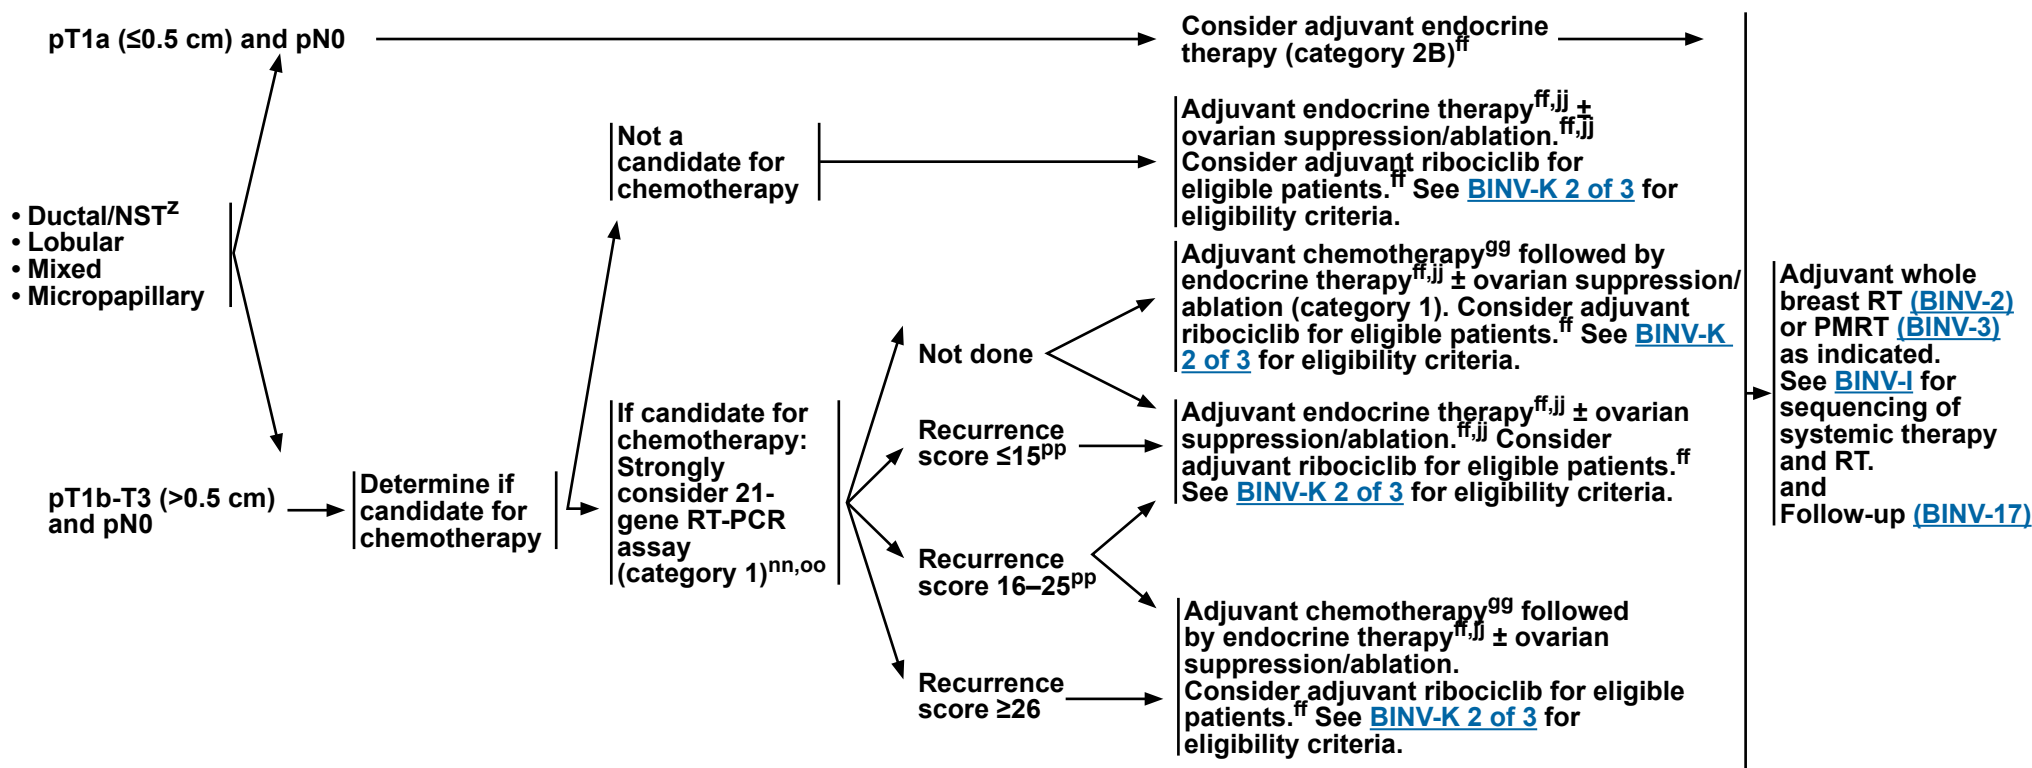 pT1a (≤0.5 cm) and pN0
Consider adjuvant endocrine
therapy (category 2B)ff
• Ductal/NSTz
• Lobular
• Mixed
• Micropapillary
Not a
candidate for
chemotherapy
Adjuvant endocrine therapyff,jj ±
ovarian suppression/ablation.ff,jj
Consider adjuvant ribociclib for
eligible patients.ff See BINV-K 2 of 3 for
eligibility criteria.
pT1b-T3 (>0.5 cm)
and pN0
Determine if
candidate for
chemotherapy
If candidate for
chemotherapy:
Strongly
consider 21-
gene RT-PCR
assay
(category 1)nn,oo
Not done
Adjuvant chemotherapygg followed by
endocrine therapyff,jj ± ovarian suppression/
ablation (category 1). Consider adjuvant
ribociclib for eligible patients.ff See BINV-K
2 of 3 for eligibility criteria.
Recurrence
score ≤15pp
Adjuvant endocrine therapyff,jj ± ovarian
suppression/ablation.ff,jj Consider
adjuvant ribociclib for eligible patients.ff
See BINV-K 2 of 3 for eligibility criteria.
Recurrence
score 16–25pp
Recurrence
score ≥26
Adjuvant chemotherapygg followed
by endocrine therapyff,jj ± ovarian
suppression/ablation.
Consider adjuvant ribociclib for eligible
patients.ff See BINV-K 2 of 3 for
eligibility criteria.
Adjuvant whole
breast RT (BINV-2)
or PMRT (BINV-3)
as indicated.
See BINV-I for
sequencing of
systemic therapy
and RT.
and
Follow-up (BINV-17)